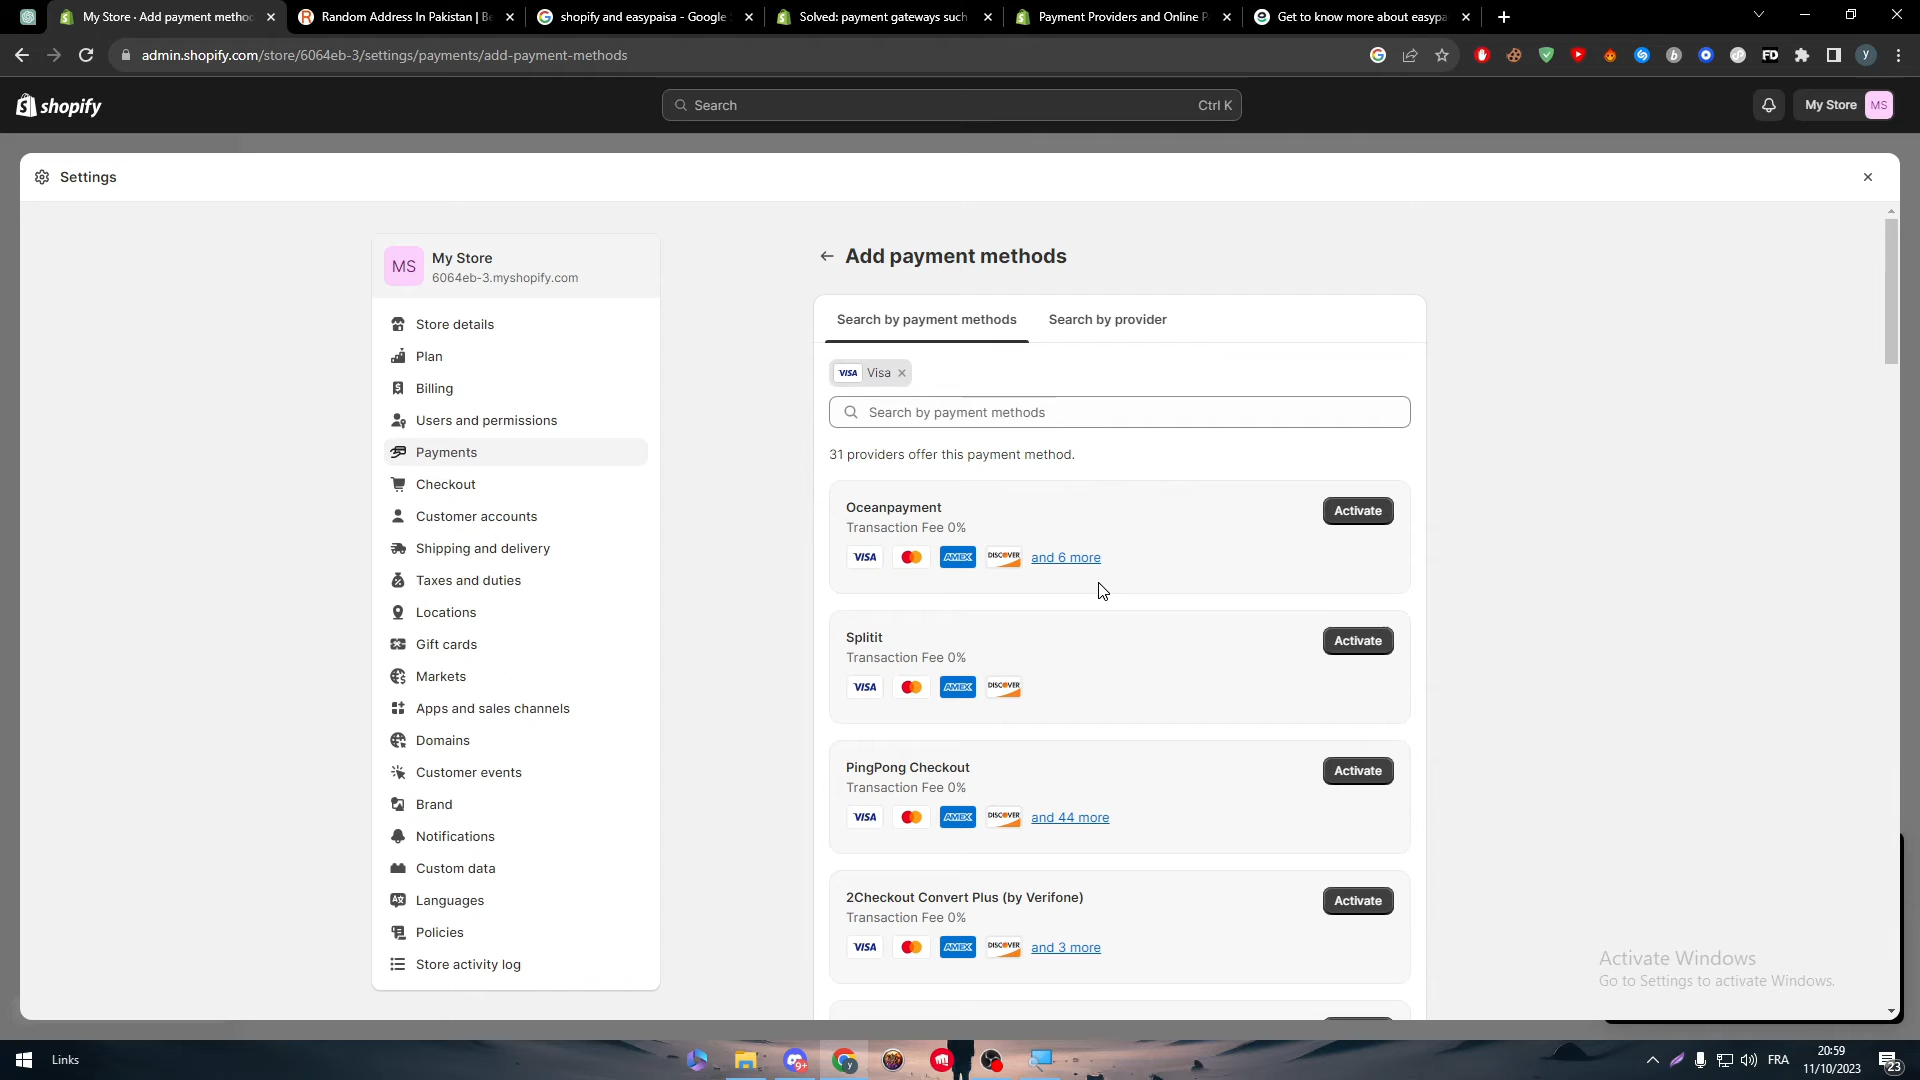 My Store · Add payment metho
Random Address In Pakistan | Be
shopify and easypaisa - Google
Solved: payment gateways such
Payment Providers and Online P
Get to know more about easypa
admin.shopify.com/store/6064eb-3/settings/payments/add-payment-methods
shopify
Search
Ctrl K
My Store
MS
Settings
MS
My Store
6064eb-3.myshopify.com
Store details
Plan
Billing
Users and permissions
Payments
Checkout
Customer accounts
Shipping and delivery
Taxes and duties
Locations
Gift cards
Markets
Apps and sales channels
Domains
Customer events
Brand
Notifications
Custom data
Languages
Policies
Store activity log
Add payment methods
Search by payment methods
Search by provider
VISA Visa
Search by payment methods
31 providers offer this payment method.
Oceanpayment
Activate
Transaction Fee 0%
VISA AMEX DISCOVER and 6 more
Splitit
Activate
Transaction Fee 0%
VISA AMEX DISCOVER
PingPong Checkout
Activate
Transaction Fee 0%
VISA AMEX DISCOVER and 44 more
2Checkout Convert Plus (by Verifone)
Activate
Transaction Fee 0%
VISA AMEX DISCOVER and 3 more
Activate Windows
Go to Settings to activate Windows.
Links
FRA
20:59
11/10/2023
23